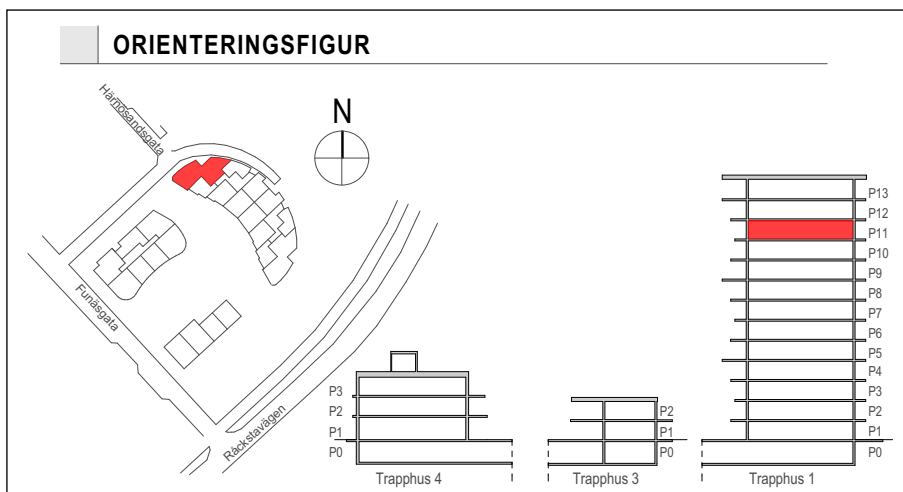 ORIENTERINGSFIGUR
Härnösandsgata
N
Funäsgata
Råckstavägen
P3
P2
P1
P0
Trapphus 4
P2
P1
P0
Trapphus 3
P13
P12
P11
P10
P9
P8
P7
P6
P5
P4
P3
P2
P1
P0
Trapphus 1